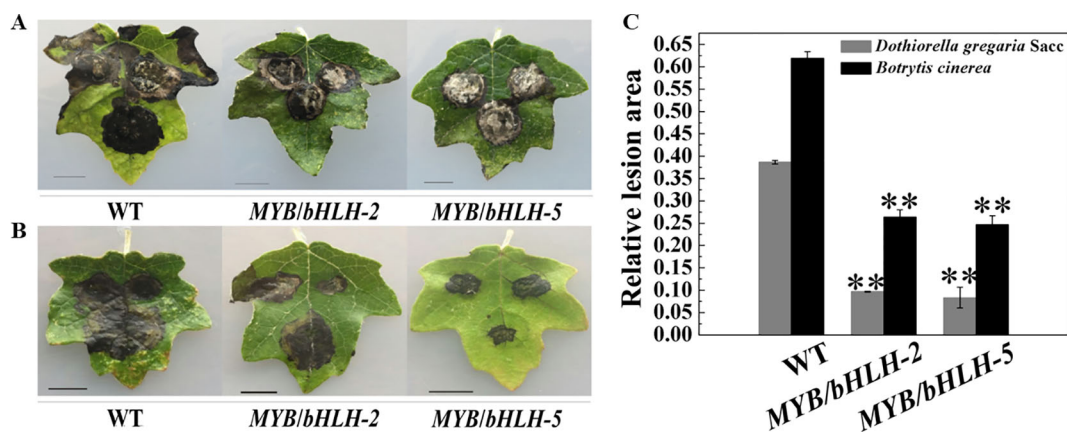 A
WT
MYB/bHLH-2
MYB/bHLH-5
B
WT
MYB/bHLH-2
MYB/bHLH-5
C
Dothiorella gregaria Sacc
Botrytis cinerea
Relative lesion area
0.65
0.60
0.55
0.50
0.45
0.40
0.35
0.30
0.25
0.20
0.15
0.10
0.05
0.00
**
**
**
**
WT
MYB/bHLH-2
MYB/bHLH-5